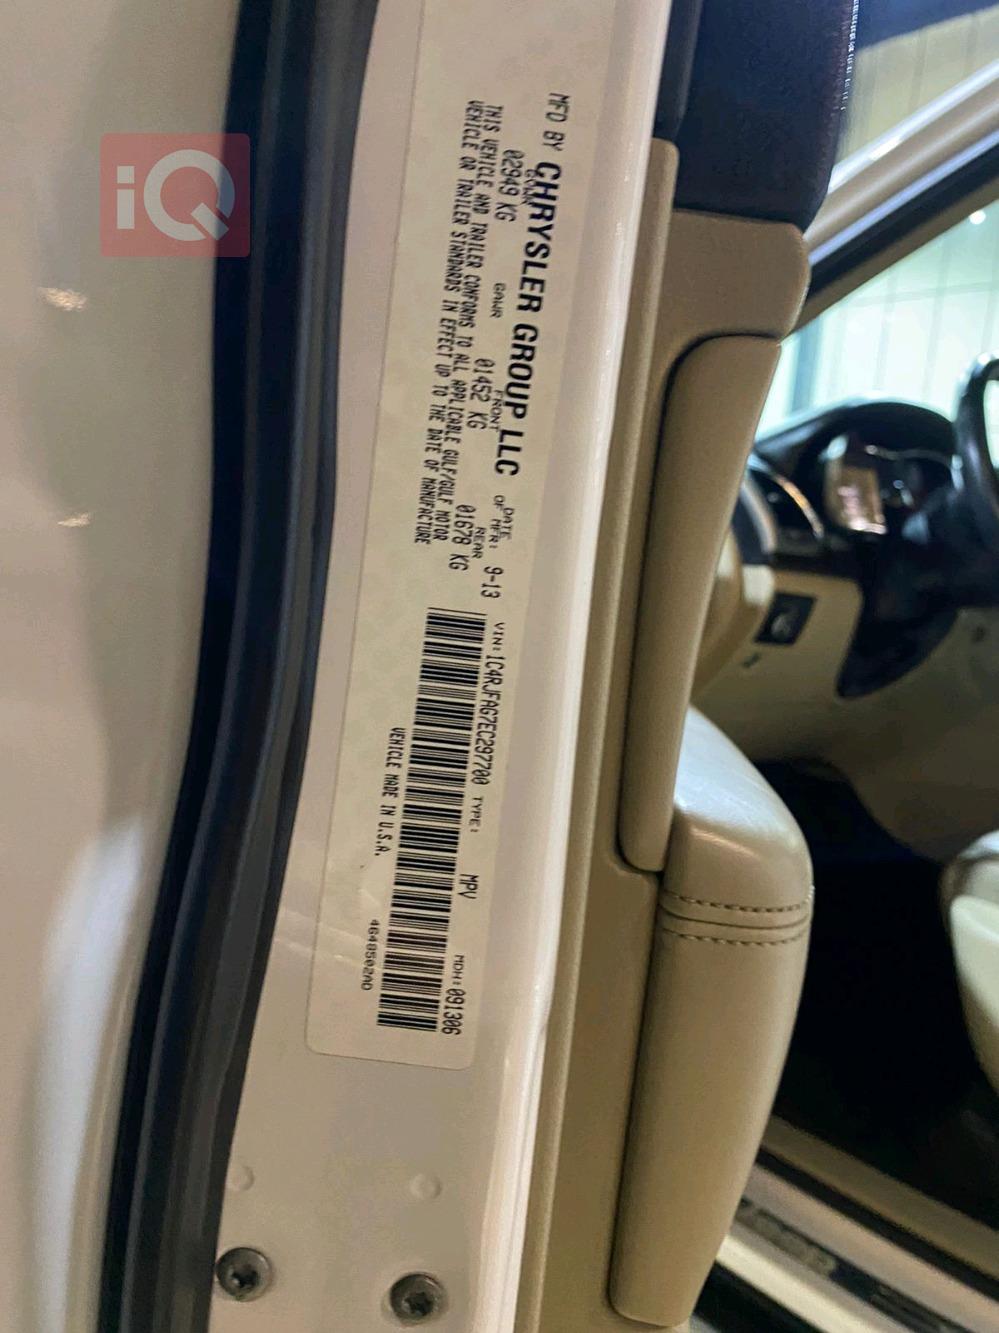 MFD BY CHRYSLER GROUP LLC DATE OF MFR: 9-13 VIN: 1C4RJFAG7EC297700 TYPE: MPV MDH: 091306
GVWR 02949 KG GAWR FRONT 01452 KG GAWR REAR 01678 KG
THIS VEHICLE AND TRAILER CONFORMS TO ALL APPLICABLE GULF/GULF MOTOR
VEHICLE OR TRAILER STANDARDS IN EFFECT UP TO THE DATE OF MANUFACTURE
VEHICLE MADE IN U.S.A.
4648502AD
iQ